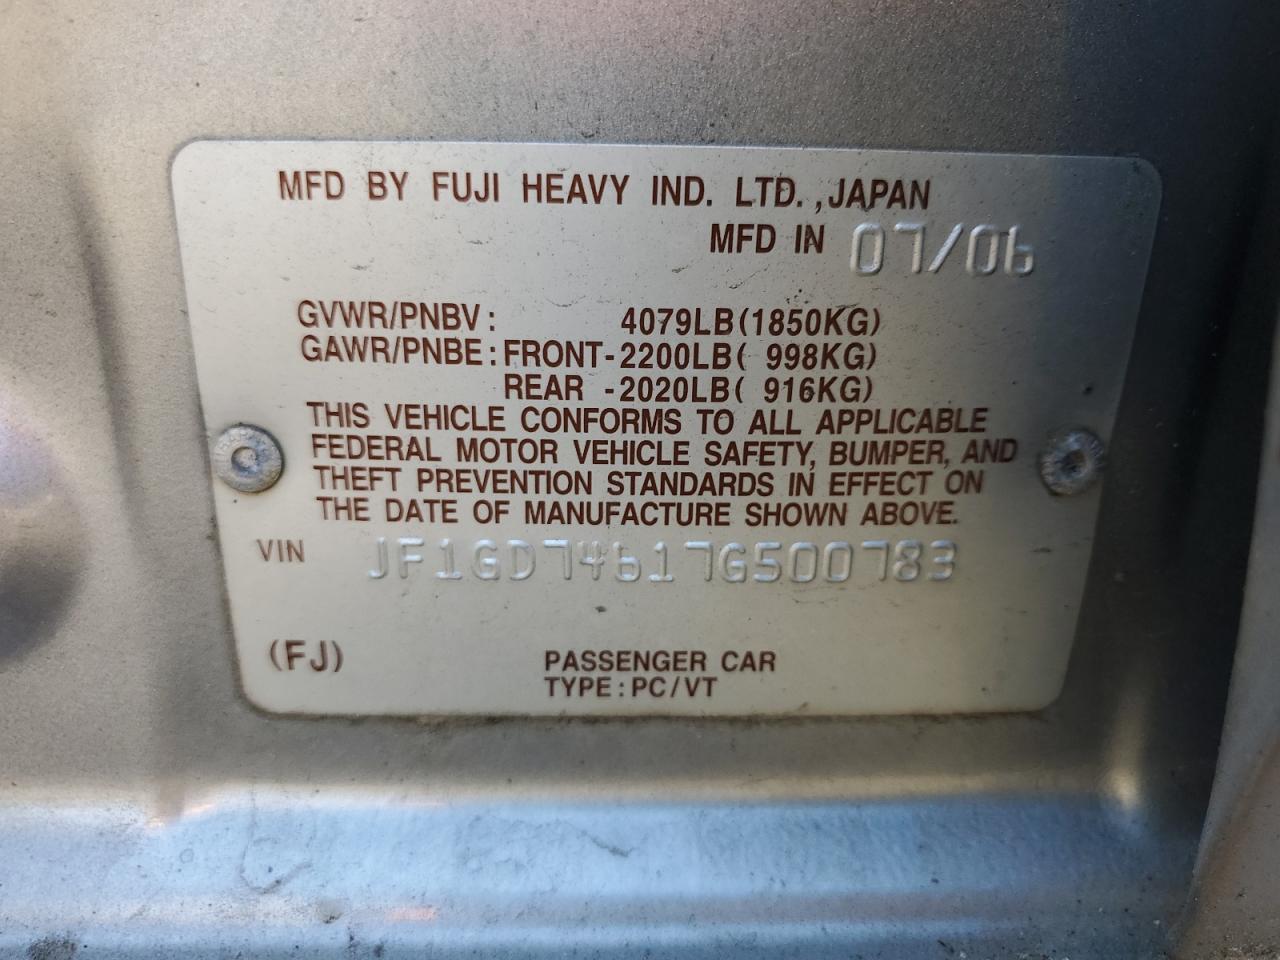 MFD BY FUJI HEAVY IND. LTD.,JAPAN
MFD IN 07/06
GVWR/PNBV: 4079LB(1850KG)
GAWR/PNBE:FRONT-2200LB( 998KG)
REAR -2020LB( 916KG)
THIS VEHICLE CONFORMS TO ALL APPLICABLE
FEDERAL MOTOR VEHICLE SAFETY, BUMPER, AND
THEFT PREVENTION STANDARDS IN EFFECT ON
THE DATE OF MANUFACTURE SHOWN ABOVE.
VIN JF1GD74617G500783
(FJ) PASSENGER CAR
TYPE:PC/VT